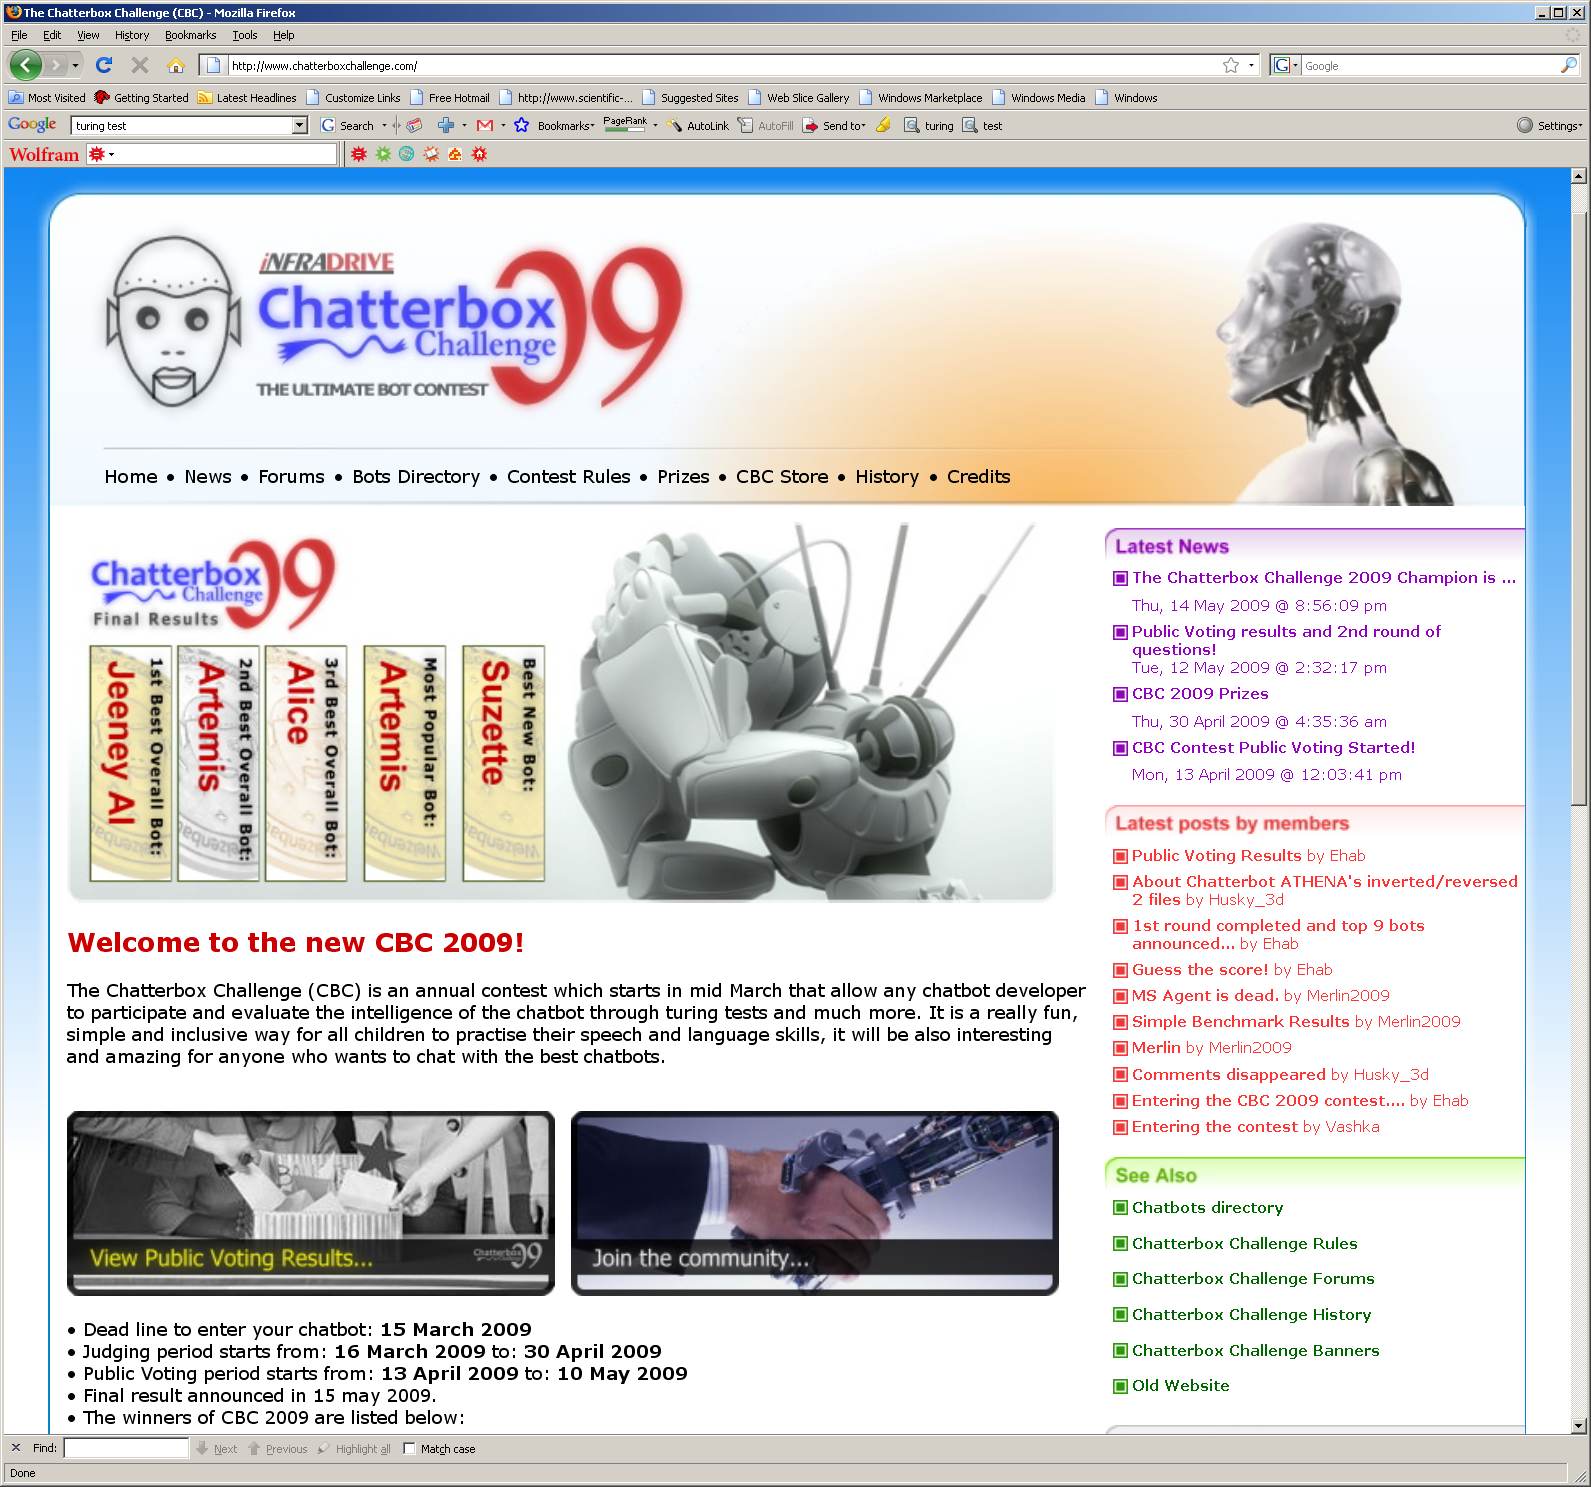 The Chatterbox Challenge (CBC) - Mozilla Firefox
File Edit View History Bookmarks Tools Help
http://www.chatterboxchallenge.com/
G Google
Most Visited Getting Started Latest Headlines Customize Links Free Hotmail http://www.scientific-... Suggested Sites Web Slice Gallery Windows Marketplace Windows Media Windows
Google turing test G Search Bookmarks PageRank AutoLink AutoFill Send to turing test Settings
Wolfram
iNFRADRIVE
Chatterbox 09
Challenge
THE ULTIMATE BOT CONTEST
Home • News • Forums • Bots Directory • Contest Rules • Prizes • CBC Store • History • Credits
Chatterbox 09
Challenge
Final Results
1st Best Overall Bot:
Jeeney AI
2nd Best Overall Bot:
Artemis
3rd Best Overall Bot:
Alice
Most Popular Bot:
Artemis
Best New Bot:
Suzette
Welcome to the new CBC 2009!
The Chatterbox Challenge (CBC) is an annual contest which starts in mid March that allow any chatbot developer
to participate and evaluate the intelligence of the chatbot through turing tests and much more. It is a really fun,
simple and inclusive way for all children to practise their speech and language skills, it will be also interesting
and amazing for anyone who wants to chat with the best chatbots.
View Public Voting Results...
Chatterbox 09
Join the community...
• Dead line to enter your chatbot: 15 March 2009
• Judging period starts from: 16 March 2009 to: 30 April 2009
• Public Voting period starts from: 13 April 2009 to: 10 May 2009
• Final result announced in 15 may 2009.
• The winners of CBC 2009 are listed below:
Latest News
The Chatterbox Challenge 2009 Champion is ...
Thu, 14 May 2009 @ 8:56:09 pm
Public Voting results and 2nd round of
questions!
Tue, 12 May 2009 @ 2:32:17 pm
CBC 2009 Prizes
Thu, 30 April 2009 @ 4:35:36 am
CBC Contest Public Voting Started!
Mon, 13 April 2009 @ 12:03:41 pm
Latest posts by members
Public Voting Results by Ehab
About Chatterbot ATHENA's inverted/reversed
2 files by Husky_3d
1st round completed and top 9 bots
announced... by Ehab
Guess the score! by Ehab
MS Agent is dead. by Merlin2009
Simple Benchmark Results by Merlin2009
Merlin by Merlin2009
Comments disappeared by Husky_3d
Entering the CBC 2009 contest.... by Ehab
Entering the contest by Vashka
See Also
Chatbots directory
Chatterbox Challenge Rules
Chatterbox Challenge Forums
Chatterbox Challenge History
Chatterbox Challenge Banners
Old Website
Find: Next Previous Highlight all Match case
Done